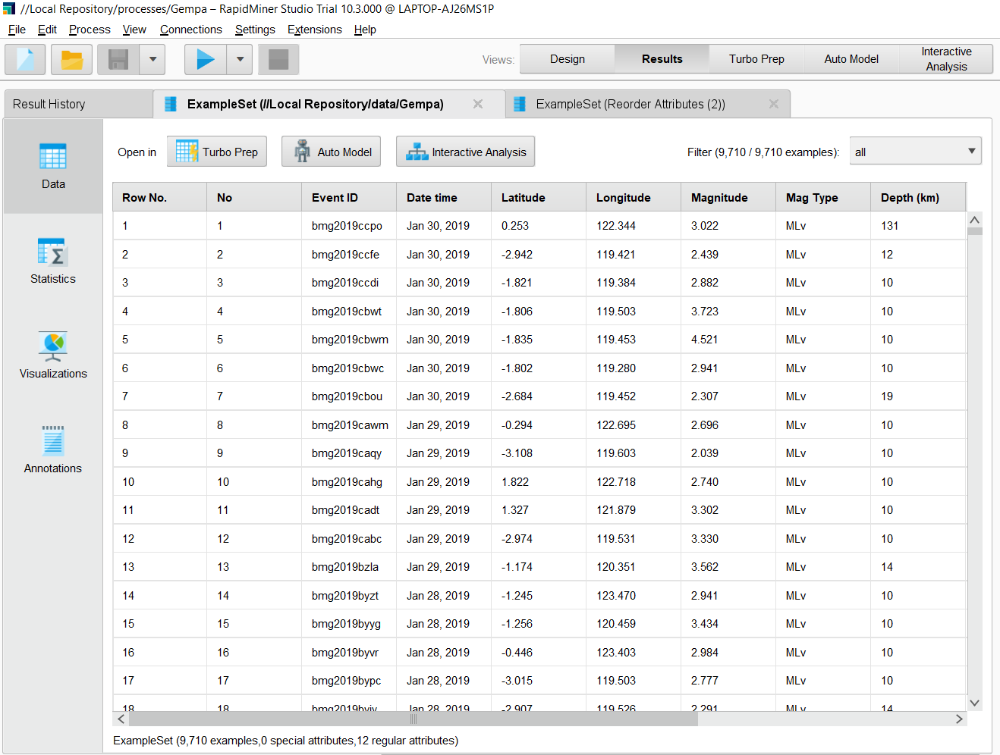 //Local Repository/processes/Gempa – RapidMiner Studio Trial 10.3.000 @ LAPTOP-AJ26MS1P
File Edit Process View Connections Settings Extensions Help
Views: Design Results Turbo Prep Auto Model Interactive Analysis
Result History ExampleSet (//Local Repository/data/Gempa) ExampleSet (Reorder Attributes (2))
Data
Statistics
Visualizations
Annotations
Open in Turbo Prep Auto Model Interactive Analysis Filter (9,710 / 9,710 examples): all
Row No. No Event ID Date time Latitude Longitude Magnitude Mag Type Depth (km)
1 1 bmg2019ccpo Jan 30, 2019 0.253 122.344 3.022 MLv 131
2 2 bmg2019ccfe Jan 30, 2019 -2.942 119.421 2.439 MLv 12
3 3 bmg2019ccdi Jan 30, 2019 -1.821 119.384 2.882 MLv 10
4 4 bmg2019cbwt Jan 30, 2019 -1.806 119.503 3.723 MLv 10
5 5 bmg2019cbwm Jan 30, 2019 -1.835 119.453 4.521 MLv 10
6 6 bmg2019cbwc Jan 30, 2019 -1.802 119.280 2.941 MLv 10
7 7 bmg2019cbou Jan 30, 2019 -2.684 119.452 2.307 MLv 19
8 8 bmg2019cawm Jan 29, 2019 -0.294 122.695 2.696 MLv 10
9 9 bmg2019caqy Jan 29, 2019 -3.108 119.603 2.039 MLv 10
10 10 bmg2019cahg Jan 29, 2019 1.822 122.718 2.740 MLv 10
11 11 bmg2019cadt Jan 29, 2019 1.327 121.879 3.302 MLv 10
12 12 bmg2019cabc Jan 29, 2019 -2.974 119.531 3.330 MLv 10
13 13 bmg2019bzla Jan 29, 2019 -1.174 120.351 3.562 MLv 14
14 14 bmg2019byzt Jan 28, 2019 -1.245 123.470 2.941 MLv 10
15 15 bmg2019byyg Jan 28, 2019 -1.256 120.459 3.434 MLv 10
16 16 bmg2019byvr Jan 28, 2019 -0.446 123.403 2.984 MLv 10
17 17 bmg2019bypc Jan 28, 2019 -3.015 119.503 2.777 MLv 10
18 18 Jan 28, 2019 -2.907 119.526 2.291 MLv 14
ExampleSet (9,710 examples,0 special attributes,12 regular attributes)